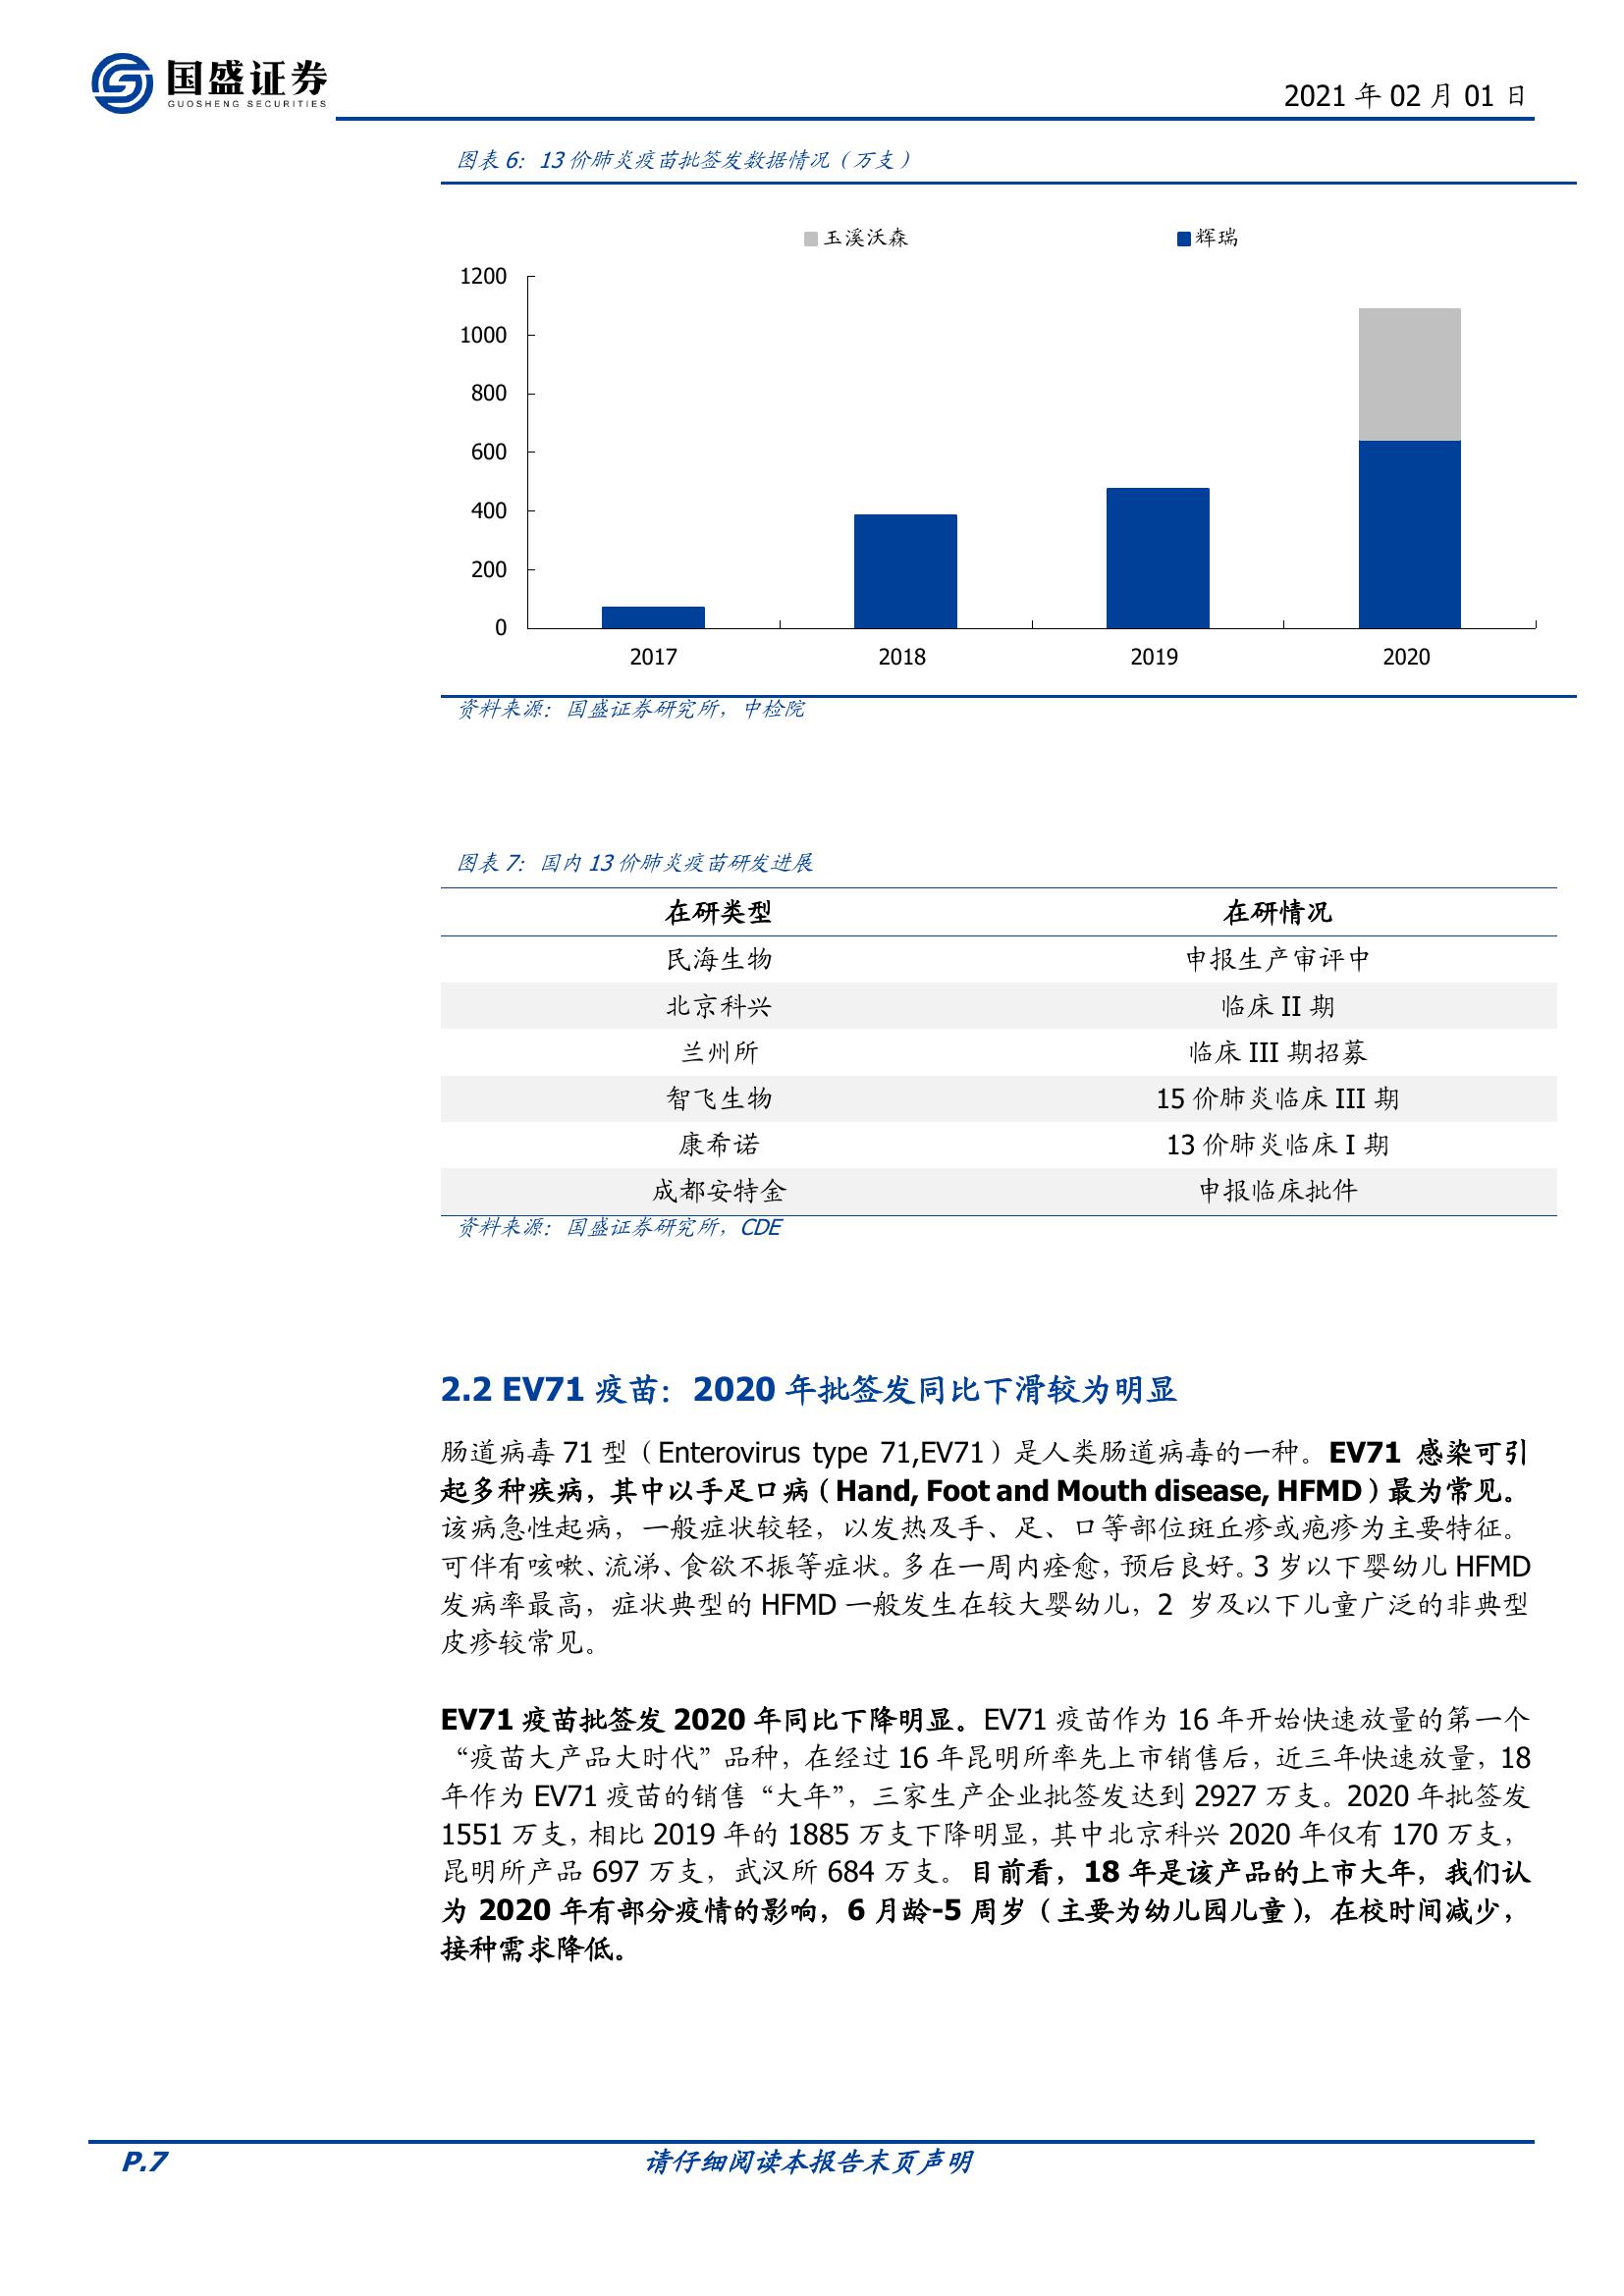 国盛证券
GUOSHENG SECURITIES
2021 年 02 月 01 日
图表 6：13 价肺炎疫苗批签发数据情况（万支）
玉溪沃森 辉瑞
1200
1000
800
600
400
200
0
2017 2018 2019 2020
资料来源：国盛证券研究所，中检院
图表 7：国内 13 价肺炎疫苗研发进展
在研类型 在研情况
民海生物 申报生产审评中
北京科兴 临床 II 期
兰州所 临床 III 期招募
智飞生物 15 价肺炎临床 III 期
康希诺 13 价肺炎临床 I 期
成都安特金 申报临床批件
资料来源：国盛证券研究所，CDE
2.2 EV71 疫苗：2020 年批签发同比下滑较为明显
肠道病毒 71 型（Enterovirus type 71,EV71）是人类肠道病毒的一种。EV71 感染可引
起多种疾病，其中以手足口病（Hand, Foot and Mouth disease, HFMD）最为常见。
该病急性起病，一般症状较轻，以发热及手、足、口等部位斑丘疹或疱疹为主要特征。
可伴有咳嗽、流涕、食欲不振等症状。多在一周内痊愈，预后良好。3 岁以下婴幼儿 HFMD
发病率最高，症状典型的 HFMD 一般发生在较大婴幼儿，2 岁及以下儿童广泛的非典型
皮疹较常见。
EV71 疫苗批签发 2020 年同比下降明显。EV71 疫苗作为 16 年开始快速放量的第一个
“疫苗大产品大时代”品种，在经过 16 年昆明所率先上市销售后，近三年快速放量，18
年作为 EV71 疫苗的销售“大年”，三家生产企业批签发达到 2927 万支。2020 年批签发
1551 万支，相比 2019 年的 1885 万支下降明显，其中北京科兴 2020 年仅有 170 万支，
昆明所产品 697 万支，武汉所 684 万支。目前看，18 年是该产品的上市大年，我们认
为 2020 年有部分疫情的影响，6 月龄-5 周岁（主要为幼儿园儿童），在校时间减少，
接种需求降低。
P.7 请仔细阅读本报告末页声明